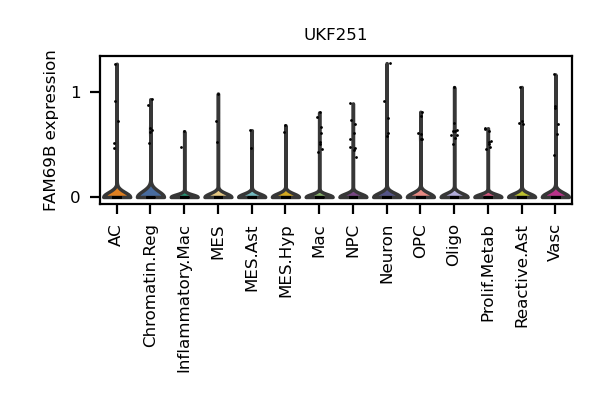 UKF251
FAM69B expression
1
0
AC
Chromatin.Reg
Inflammatory.Mac
MES
MES.Ast
MES.Hyp
Mac
NPC
Neuron
OPC
Oligo
Prolif.Metab
Reactive.Ast
Vasc